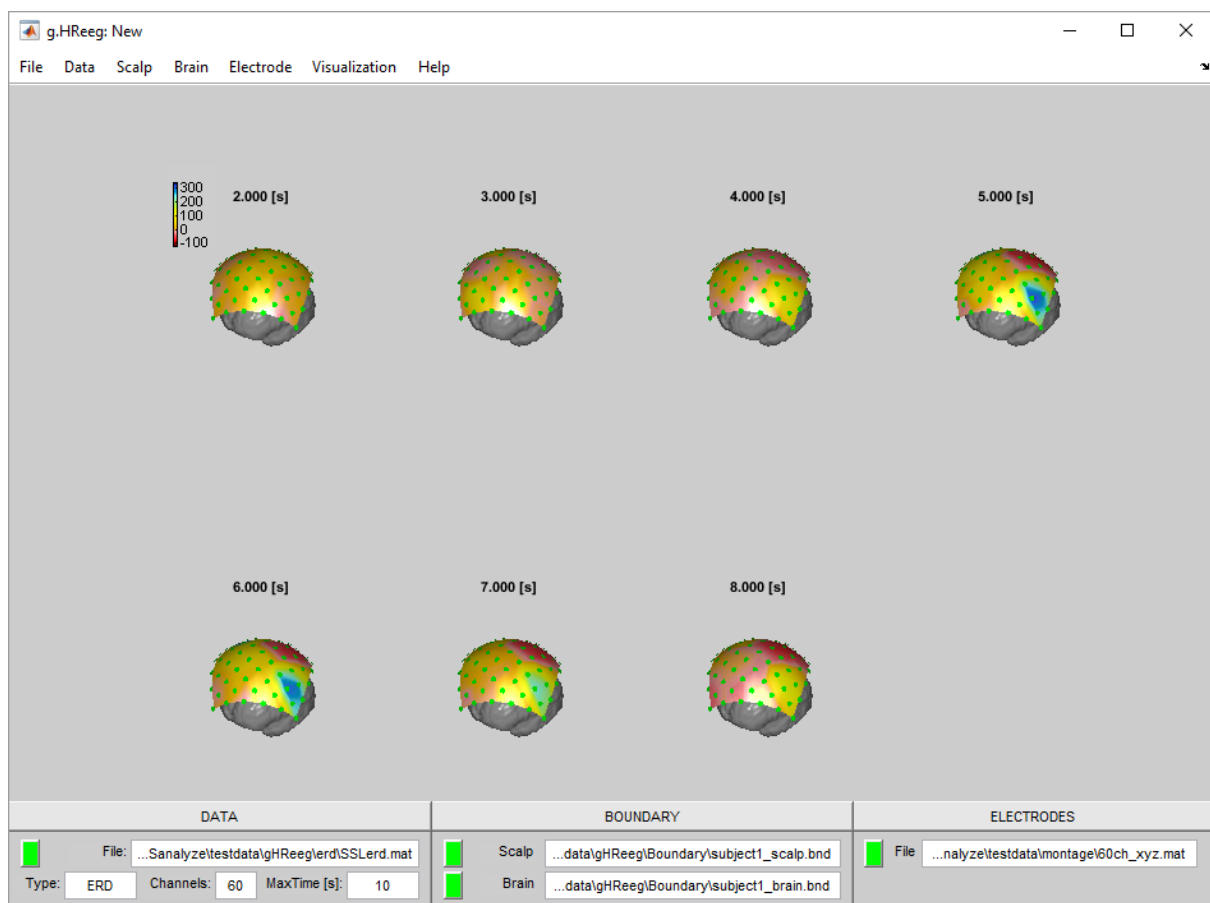 g.HReeg: New
File Data Scalp Brain Electrode Visualization Help
300
200
100
0
-100
2.000 [s]
3.000 [s]
4.000 [s]
5.000 [s]
6.000 [s]
7.000 [s]
8.000 [s]
DATA
BOUNDARY
ELECTRODES
File: ...Sanalyze\testdata\gHReeg\erd\SSLerd.mat
Type: ERD Channels: 60 MaxTime [s]: 10
Scalp ...data\gHReeg\Boundary\subject1_scalp.bnd
Brain ...data\gHReeg\Boundary\subject1_brain.bnd
File ...nalyze\testdata\montage\60ch_xyz.mat